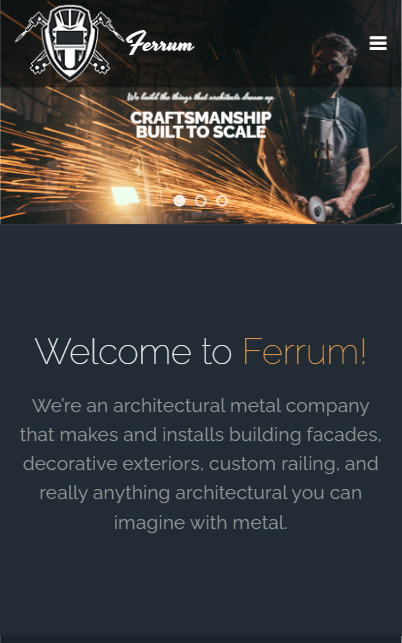 Ferrum
We build the things that architects dream up.
CRAFTSMANSHIP
BUILT TO SCALE
Welcome to Ferrum!
We're an architectural metal company
that makes and installs building facades,
decorative exteriors, custom railing, and
really anything architectural you can
imagine with metal.